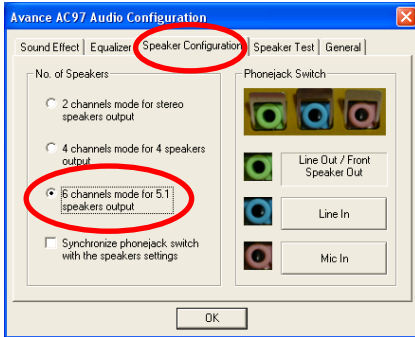 Avance AC97 Audio Configuration
Sound Effect
Equalizer
Speaker Configuration
Speaker Test
General
No. of Speakers
2 channels mode for stereo
speakers output
4 channels mode for 4 speakers
output
6 channels mode for 5.1
speakers output
Synchronize phonejack switch
with the speakers settings
Phonejack Switch
Line Out / Front
Speaker Out
Line In
Mic In
OK